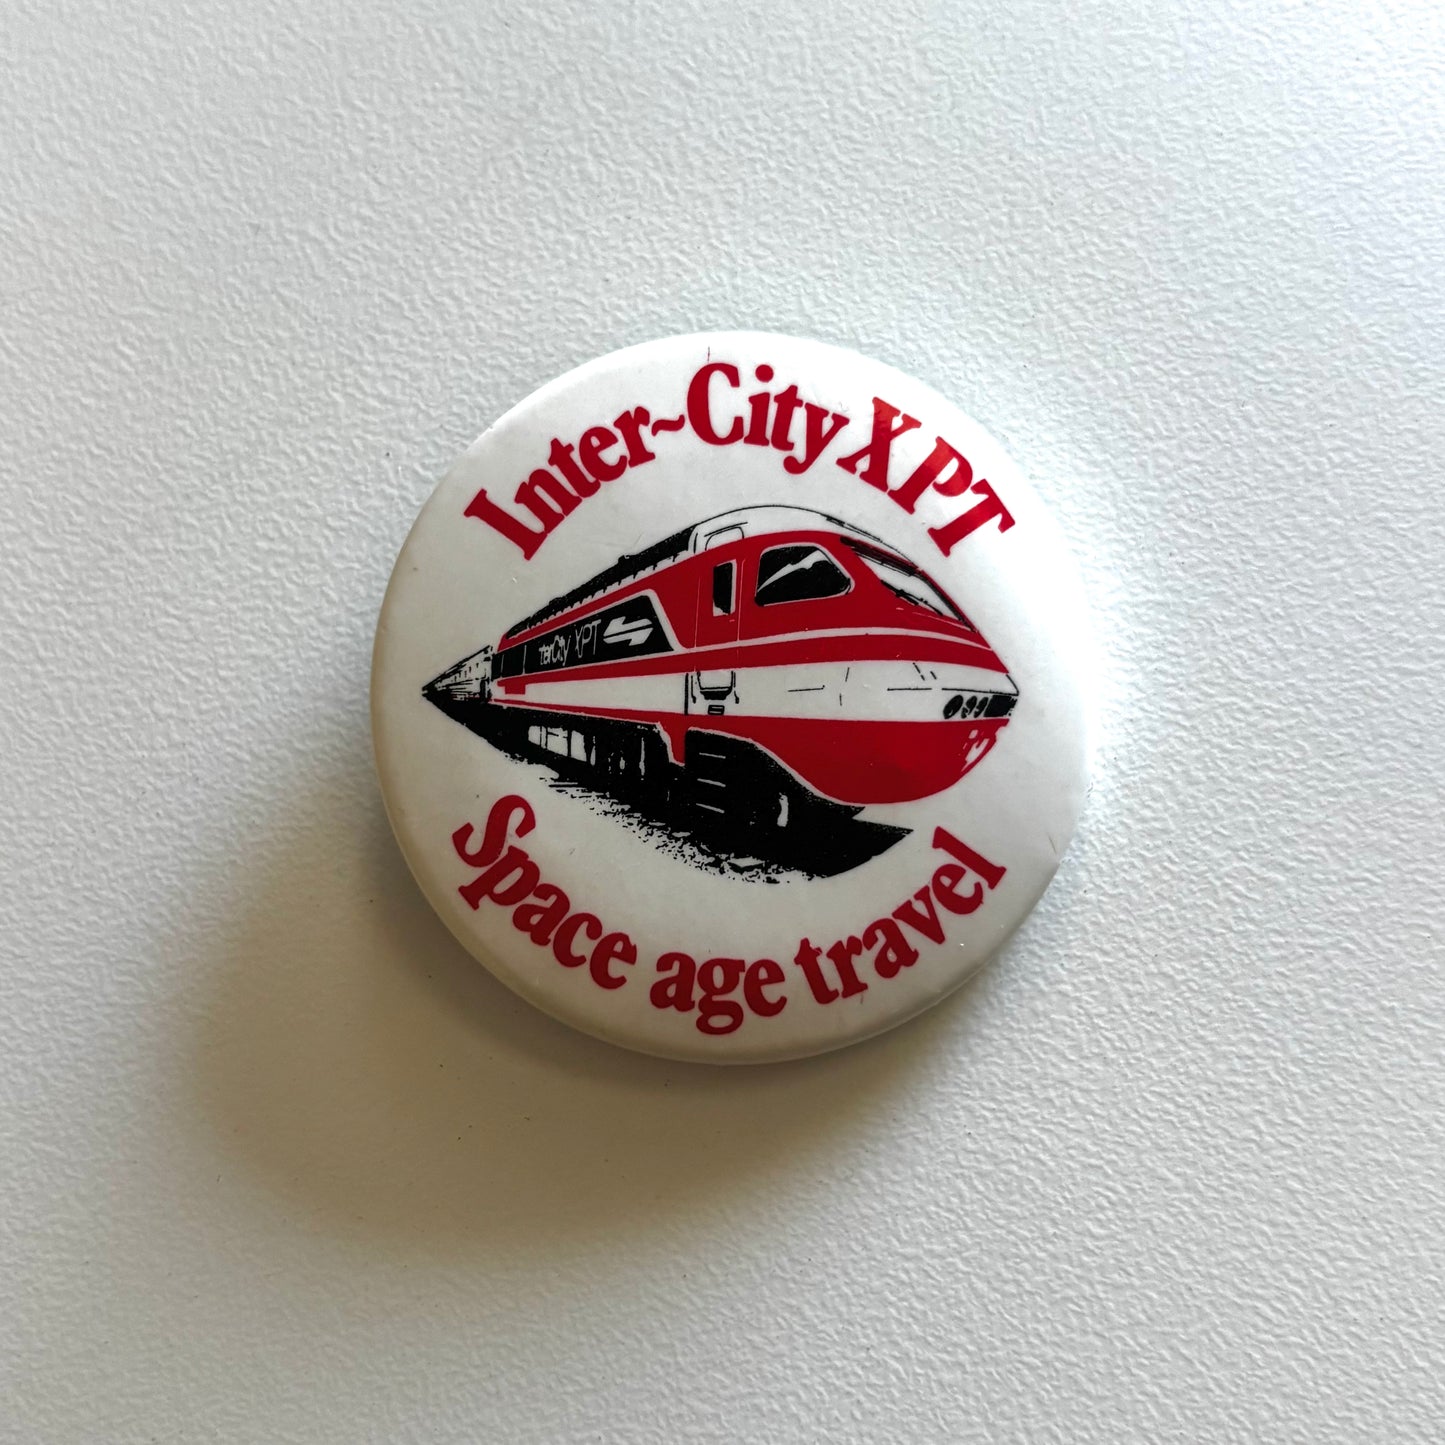 Inter~City XPT
terCity XPT
Space age travel